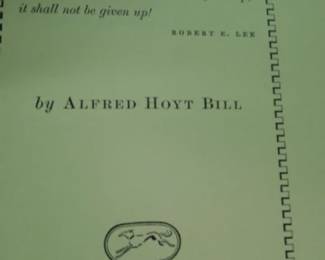 it shall not be given up!
ROBERT E. LEE
by ALFRED HOYT BILL